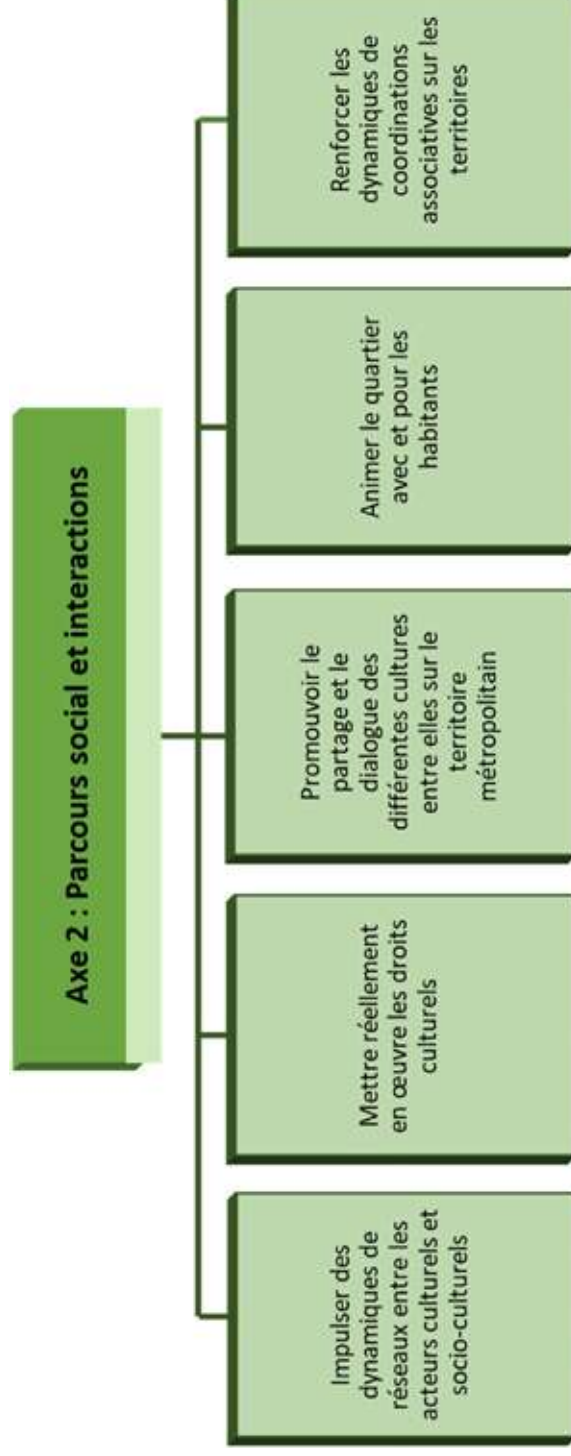 Axe 2 : Parcours social et interactions
Impulser des
dynamiques de
réseaux entre les
acteurs culturels et
socio-culturels
Mettre réellement
en œuvre les droits
culturels
Promouvoir le
partage et le
dialogue des
différentes cultures
entre elles sur le
territoire
métropolitain
Animer le quartier
avec et pour les
habitants
Renforcer les
dynamiques de
coordinations
associatives sur les
territoires